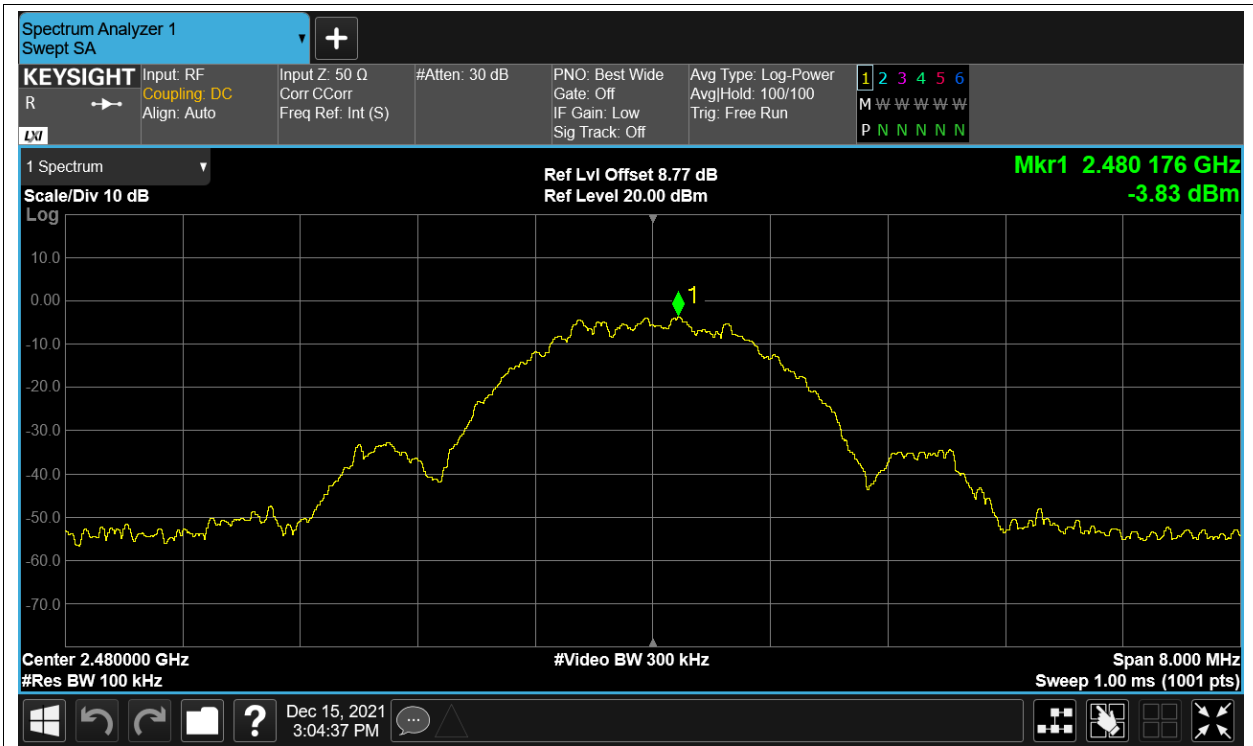 Spectrum Analyzer 1
Swept SA
+
KEYSIGHT
R
LXI
Input: RF
Coupling: DC
Align: Auto
Input Z: 50 Ω
Corr CCorr
Freq Ref: Int (S)
#Atten: 30 dB
PNO: Best Wide
Gate: Off
IF Gain: Low
Sig Track: Off
Avg Type: Log-Power
Avg|Hold: 100/100
Trig: Free Run
1 2 3 4 5 6
M W W W W W
P N N N N N
1 Spectrum
Scale/Div 10 dB
Ref Lvl Offset 8.77 dB
Ref Level 20.00 dBm
Mkr1 2.480 176 GHz
-3.83 dBm
Log
10.0
0.00
-10.0
-20.0
-30.0
-40.0
-50.0
-60.0
-70.0
1
Center 2.480000 GHz
#Video BW 300 kHz
Span 8.000 MHz
#Res BW 100 kHz
Sweep 1.00 ms (1001 pts)
?
Dec 15, 2021
3:04:37 PM